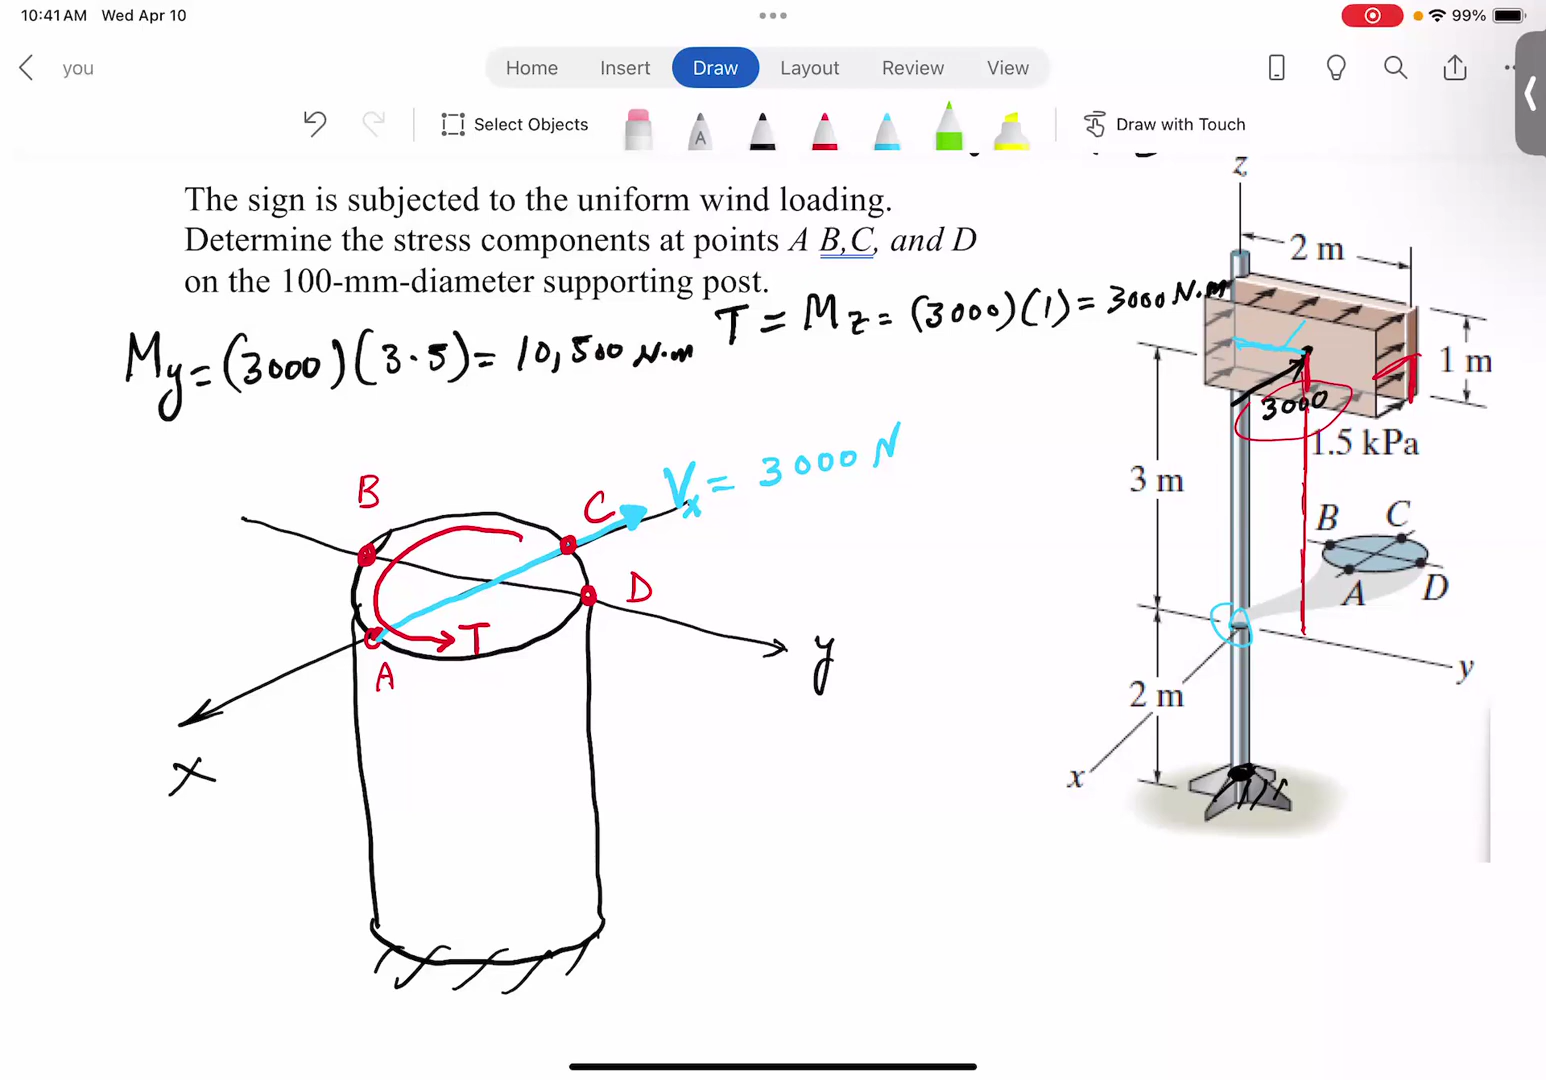 10:41 AM Wed Apr 10
99%
you
Home Insert Draw Layout Review View
Select Objects
A
Draw with Touch
The sign is subjected to the uniform wind loading.
Determine the stress components at points A B,C, and D
on the 100-mm-diameter supporting post.
T = Mz = (3000)(1) = 3000 N.m
My = (3000)(3.5) = 10,500 N.m
Vx = 3000 N
B
C
D
T
A
y
x
z
2 m
1 m
3000
1.5 kPa
3 m
B C
A D
y
2 m
x